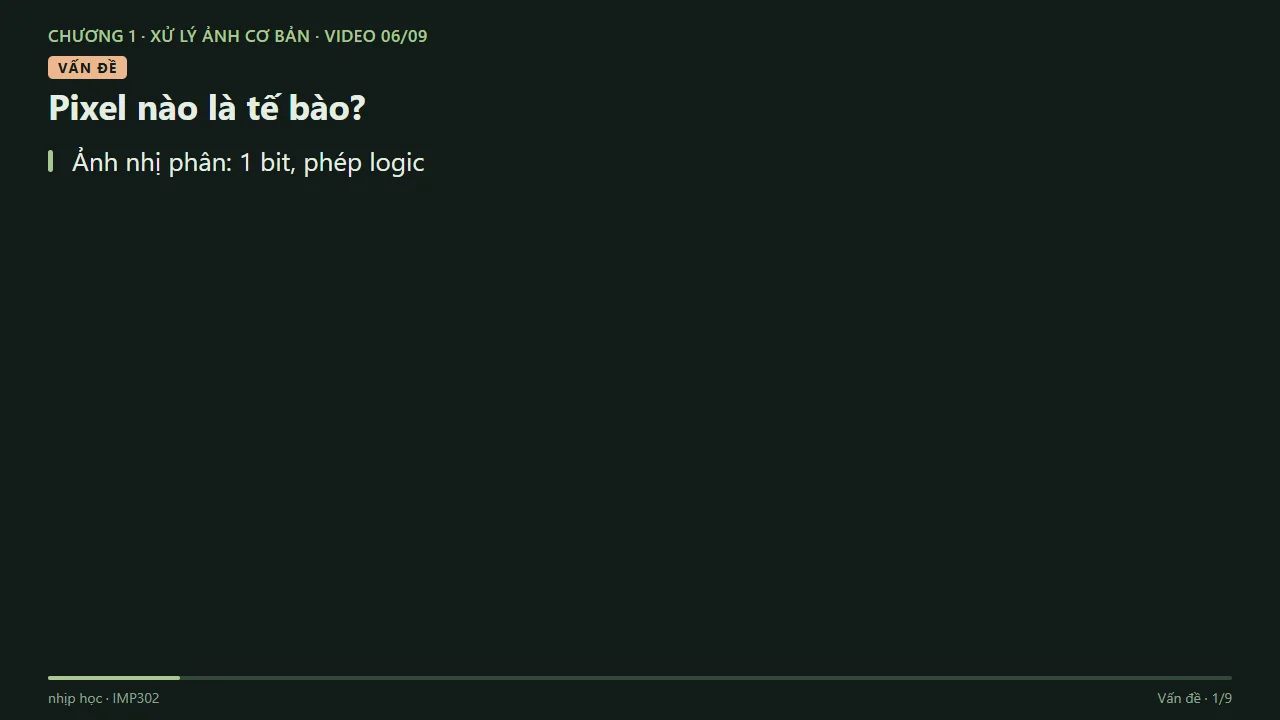 CHƯƠNG 1 · XỬ LÝ ẢNH CƠ BẢN · VIDEO 06/09
VẤN ĐỀ
Pixel nào là tế bào?
Ảnh nhị phân: 1 bit, phép logic
nhịp học · IMP302
Vấn đề · 1/9